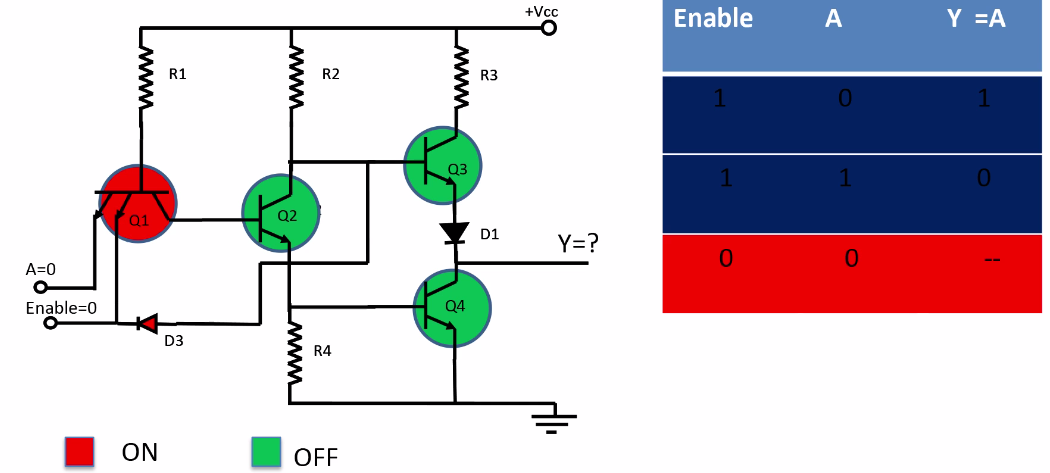 +Vcc
R1
R2
R3
Q3
Q1
Q2
D1
Y=?
A=0
Enable=0
Q4
D3
R4
ON
OFF
Enable A Y =A
1 0 1
1 1 0
0 0 --